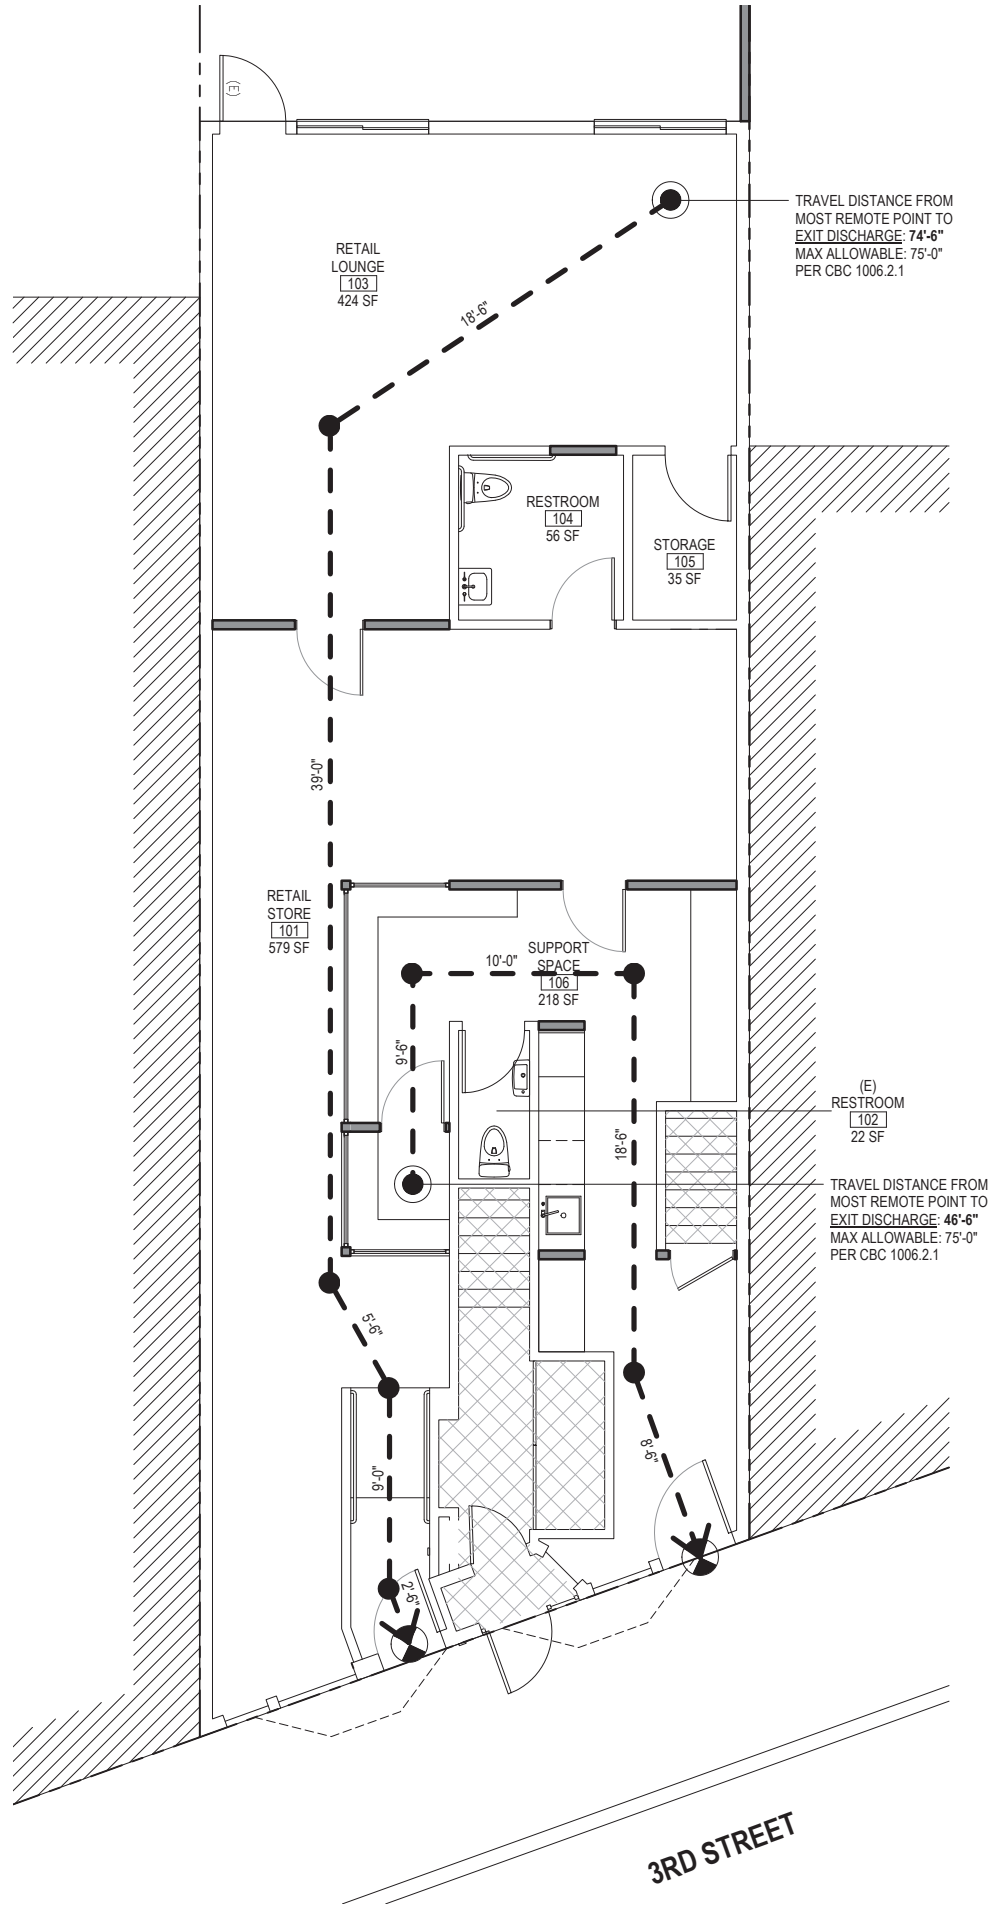 (E)
TRAVEL DISTANCE FROM
MOST REMOTE POINT TO
EXIT DISCHARGE: 74'-6"
MAX ALLOWABLE: 75'-0"
PER CBC 1006.2.1
RETAIL
LOUNGE
103
424 SF
18'-6"
RESTROOM
104
56 SF
STORAGE
105
35 SF
39'-0"
RETAIL
STORE
101
579 SF
SUPPORT
SPACE
106
218 SF
10'-0"
9'-6"
(E)
RESTROOM
102
22 SF
18'-6"
TRAVEL DISTANCE FROM
MOST REMOTE POINT TO
EXIT DISCHARGE: 46'-6"
MAX ALLOWABLE: 75'-0"
PER CBC 1006.2.1
5'-6"
9'-0"
8'-6"
2'-6"
3RD STREET